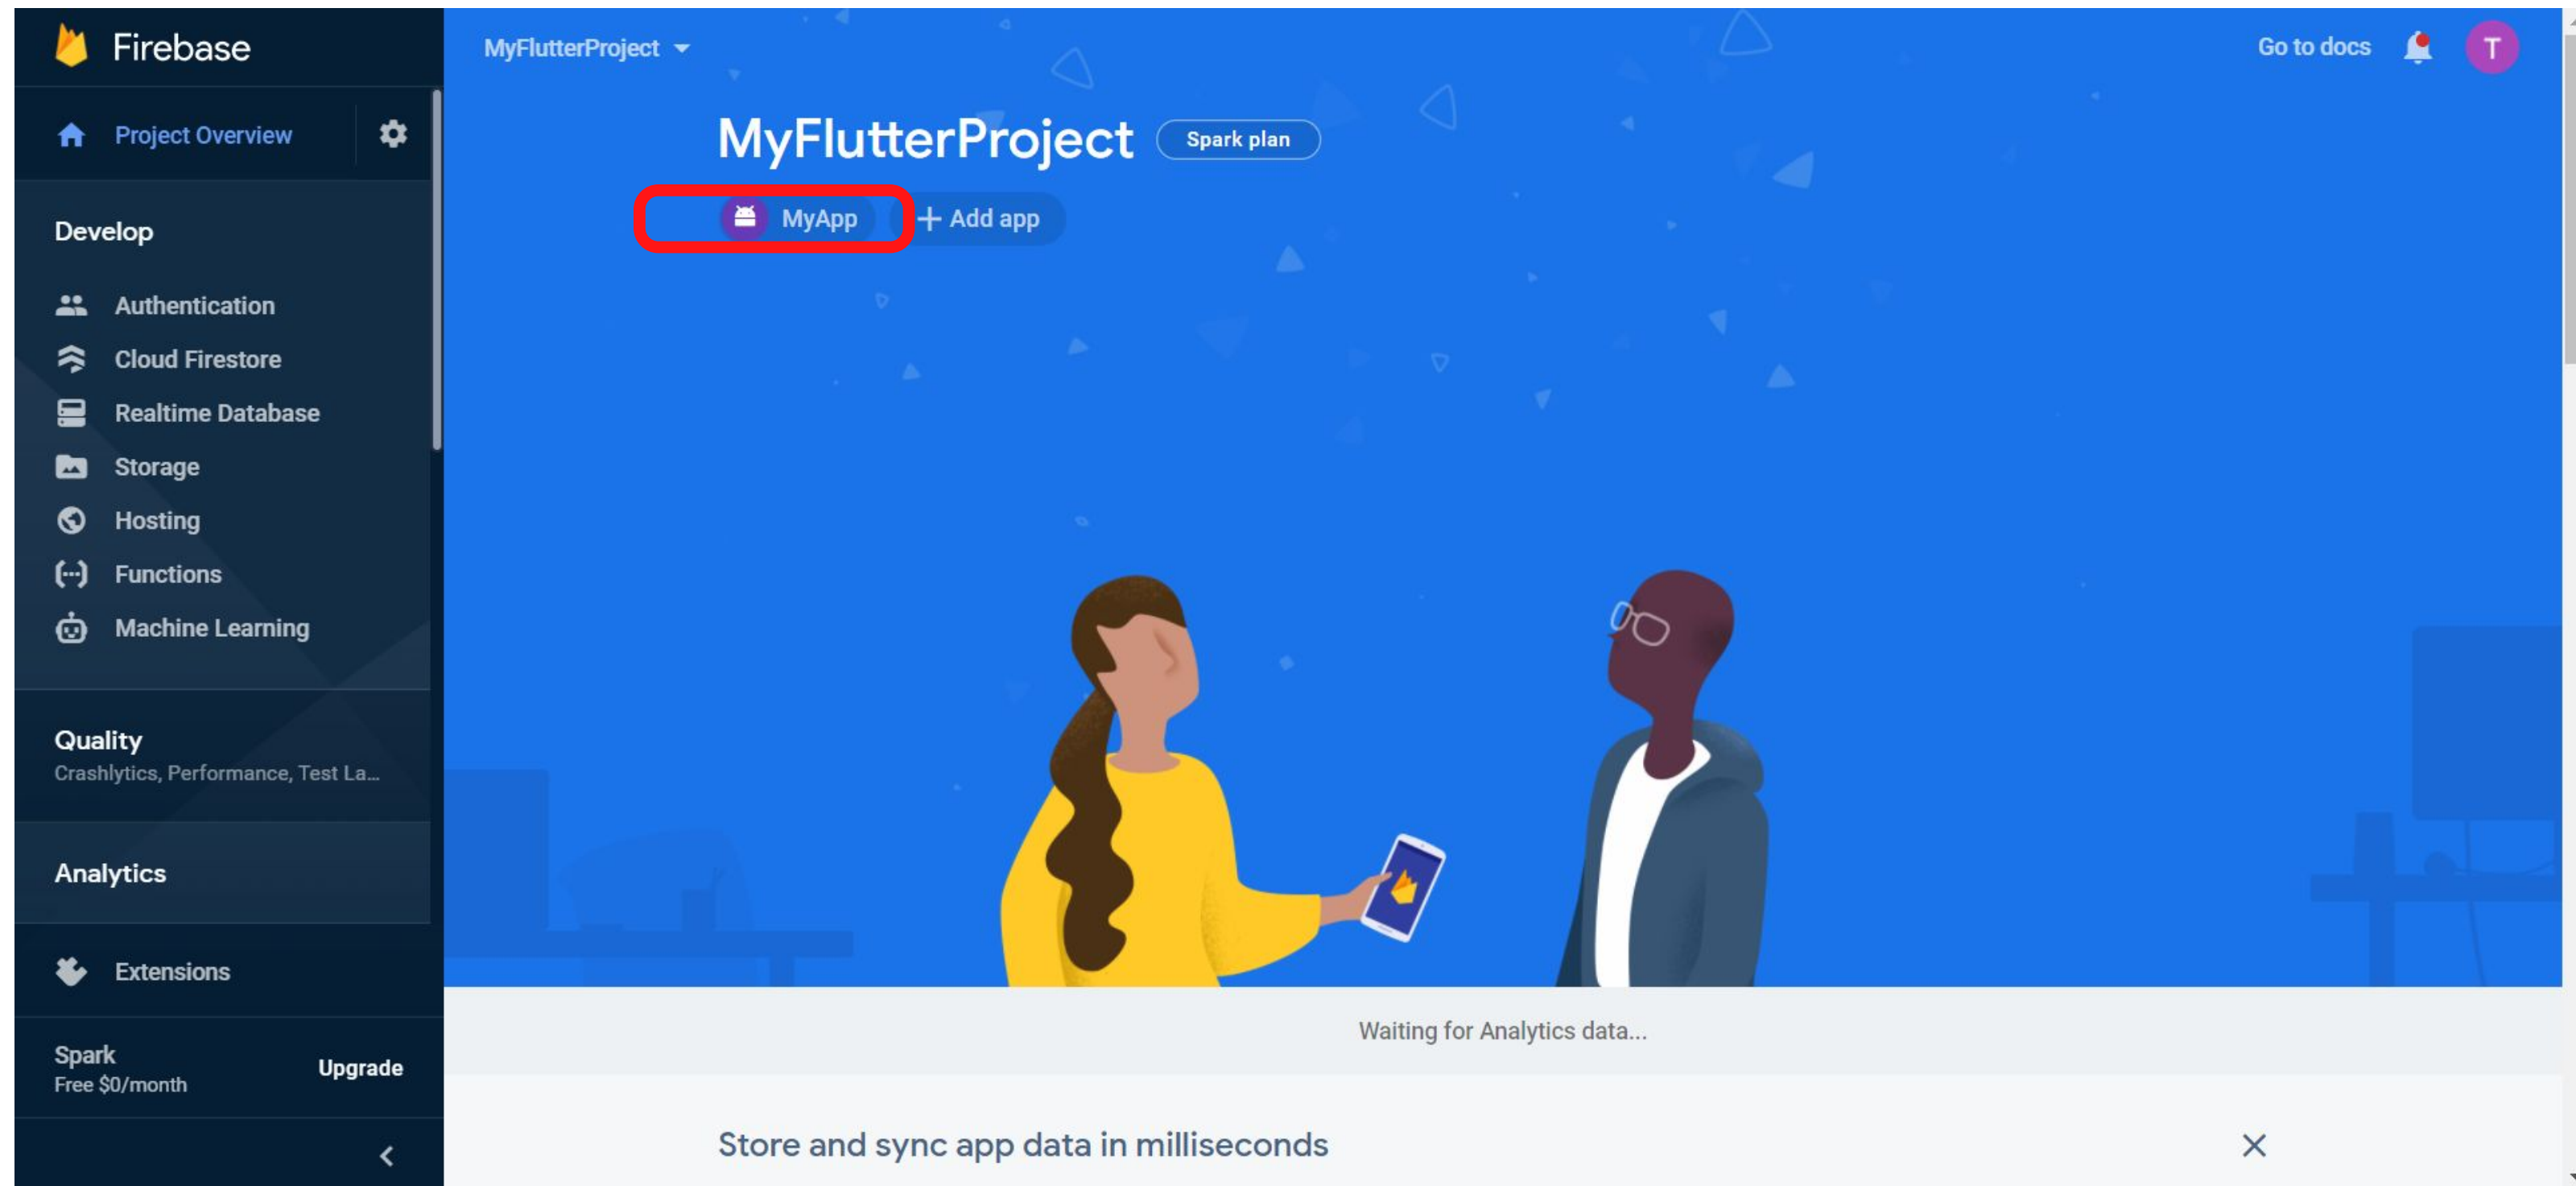 Firebase
Project Overview
Develop
Authentication
Cloud Firestore
Realtime Database
Storage
Hosting
Functions
Machine Learning
Quality
Crashlytics, Performance, Test La...
Analytics
Extensions
Spark
Free $0/month
Upgrade
MyFlutterProject
Go to docs
T
MyFlutterProject
Spark plan
MyApp
+ Add app
Waiting for Analytics data...
Store and sync app data in milliseconds